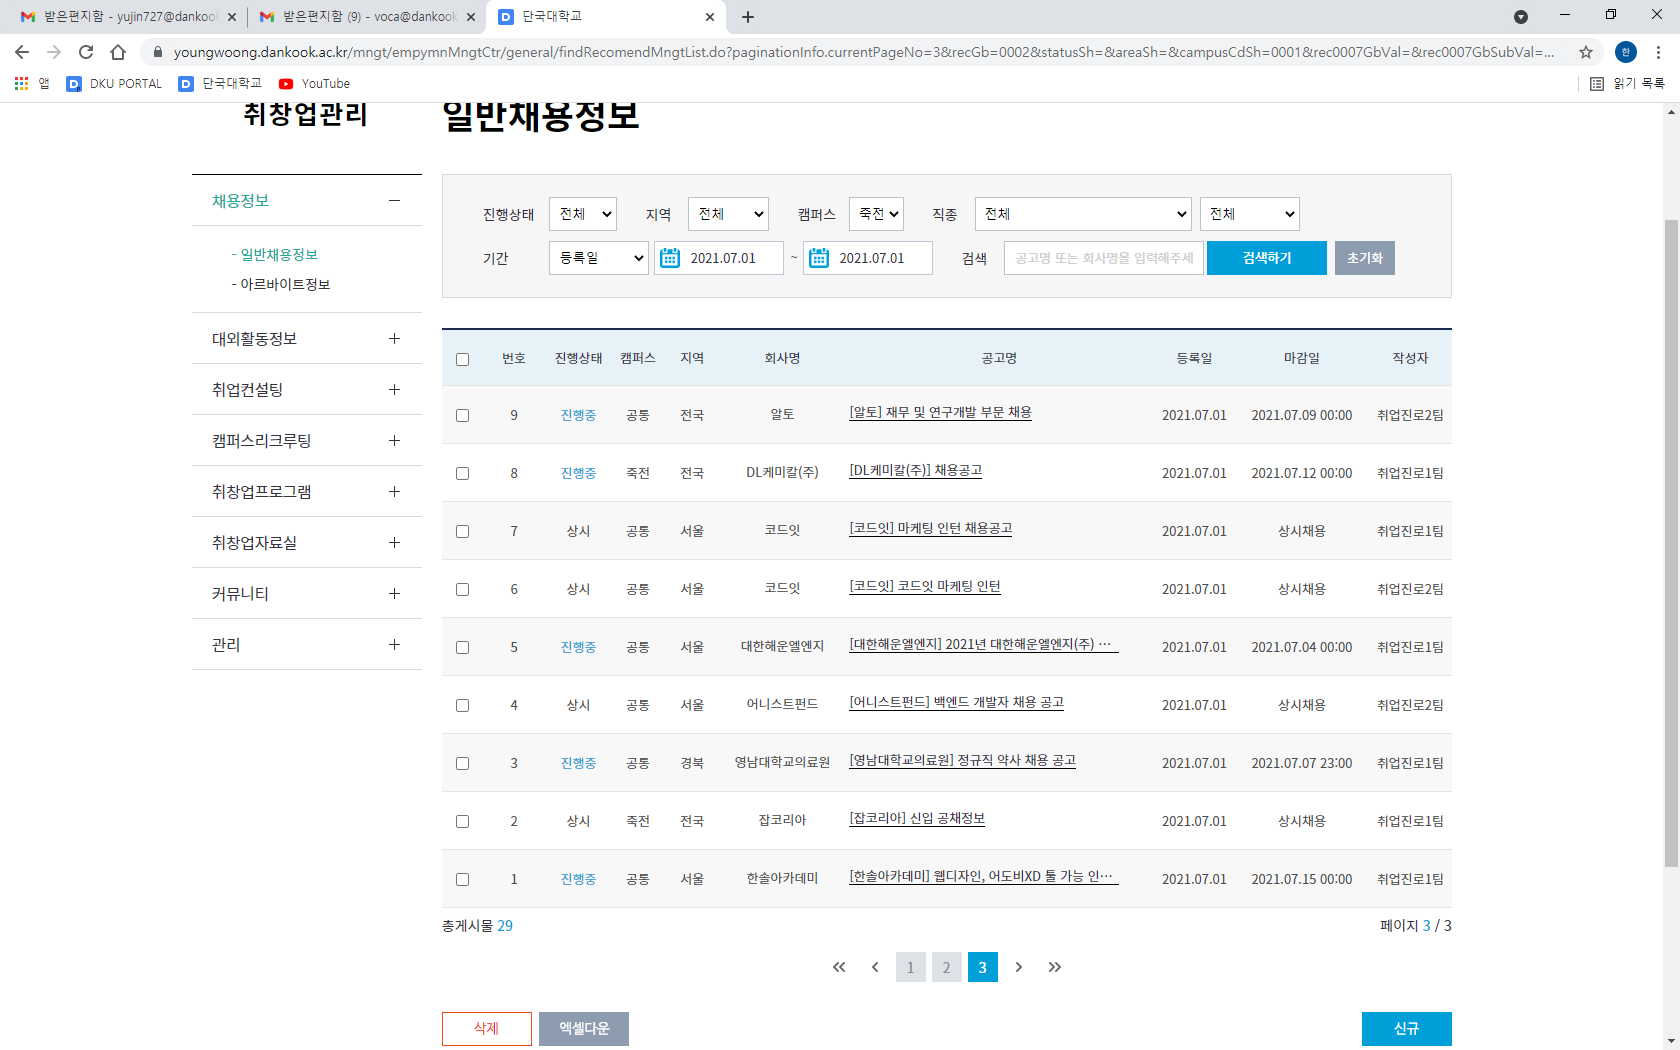 받은편지함 - yujin727@dankook
받은편지함 (9) - voca@dankook
단국대학교
youngwoong.dankook.ac.kr/mngt/empymnMngtCtr/general/findRecomendMngtList.do?paginationInfo.currentPageNo=3&recGb=0002&statusSh=&areaSh=&campusCdSh=0001&rec0007GbVal=&rec0007GbSubVal=...
한
앱 DKU PORTAL 단국대학교 YouTube 읽기 목록
취창업관리
일반채용정보
채용정보
- 일반채용정보
- 아르바이트정보
대외활동정보
취업컨설팅
캠퍼스리크루팅
취창업프로그램
취창업자료실
커뮤니티
관리
진행상태 전체 지역 전체 캠퍼스 죽전 직종 전체 전체
기간 등록일 2021.07.01 ~ 2021.07.01 검색 공고명 또는 회사명을 입력해주세 검색하기 초기화
번호 진행상태 캠퍼스 지역 회사명 공고명 등록일 마감일 작성자
9 진행중 공통 전국 알토 [알토] 재무 및 연구개발 부문 채용 2021.07.01 2021.07.09 00:00 취업진로2팀
8 진행중 죽전 전국 DL케미칼(주) [DL케미칼(주)] 채용공고 2021.07.01 2021.07.12 00:00 취업진로1팀
7 상시 공통 서울 코드잇 [코드잇] 마케팅 인턴 채용공고 2021.07.01 상시채용 취업진로1팀
6 상시 공통 서울 코드잇 [코드잇] 코드잇 마케팅 인턴 2021.07.01 상시채용 취업진로2팀
5 진행중 공통 서울 대한해운엘엔지 [대한해운엘엔지] 2021년 대한해운엘엔지(주) ⋯ 2021.07.01 2021.07.04 00:00 취업진로1팀
4 상시 공통 서울 어니스트펀드 [어니스트펀드] 백엔드 개발자 채용 공고 2021.07.01 상시채용 취업진로2팀
3 진행중 공통 경북 영남대학교의료원 [영남대학교의료원] 정규직 약사 채용 공고 2021.07.01 2021.07.07 23:00 취업진로1팀
2 상시 죽전 전국 잡코리아 [잡코리아] 신입 공채정보 2021.07.01 상시채용 취업진로1팀
1 진행중 공통 서울 한솔아카데미 [한솔아카데미] 웹디자인, 어도비XD 툴 가능 인⋯ 2021.07.01 2021.07.15 00:00 취업진로1팀
총게시물 29 페이지 3 / 3
« ‹ 1 2 3 › »
삭제 엑셀다운 신규